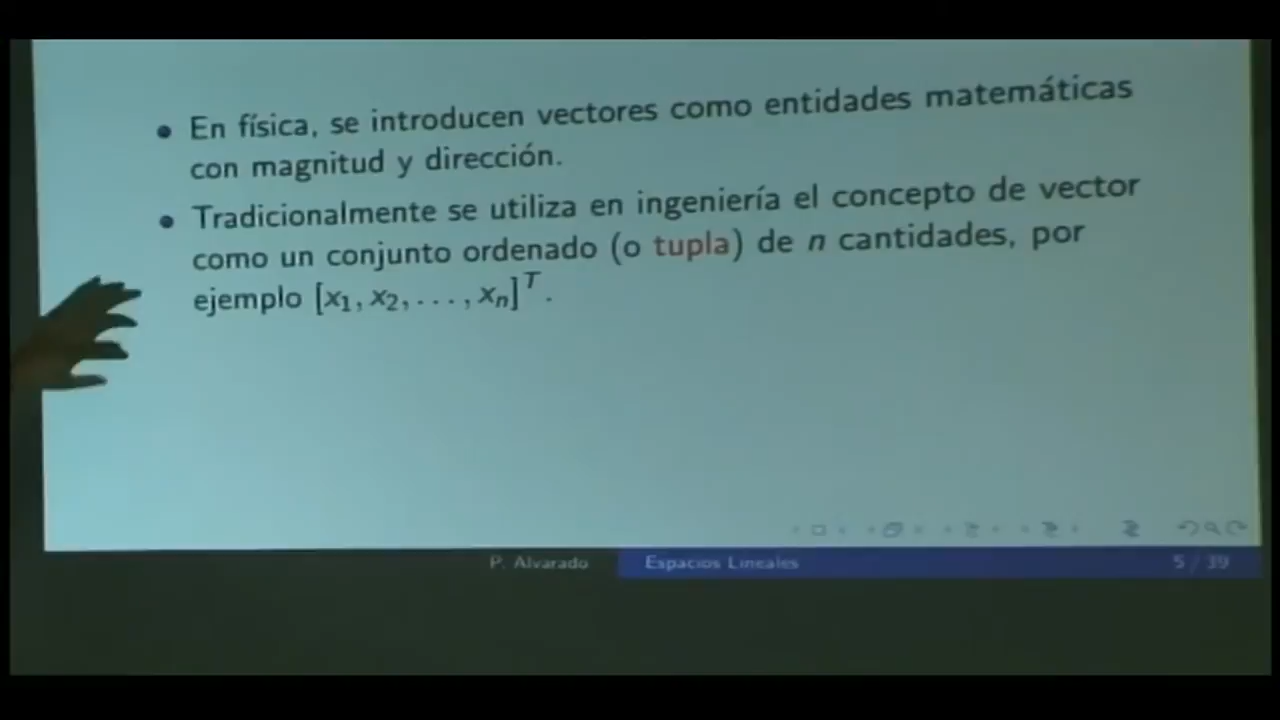 • En física, se introducen vectores como entidades matemáticas
con magnitud y dirección.
• Tradicionalmente se utiliza en ingeniería el concepto de vector
como un conjunto ordenado (o tupla) de n cantidades, por
ejemplo [x₁, x₂, . . . , xₙ]ᵀ.
P. Alvarado Espacios Lineales 5 / 39